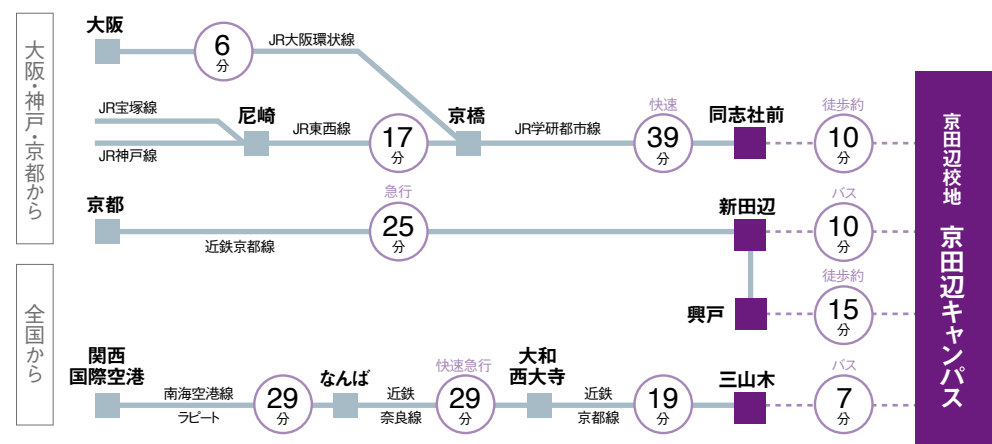 大阪・神戸・京都から
大阪
6
分
JR大阪環状線
JR宝塚線
JR神戸線
尼崎
JR東西線
17
分
京橋
JR学研都市線
快速
39
分
同志社前
徒歩約
10
分
京都
近鉄京都線
急行
25
分
新田辺
バス
10
分
興戸
徒歩約
15
分
全国から
関西
国際空港
南海空港線
ラピート
29
分
なんば
近鉄
奈良線
快速急行
29
分
大和
西大寺
近鉄
京都線
19
分
三山木
バス
7
分
京田辺校地 京田辺キャンパス